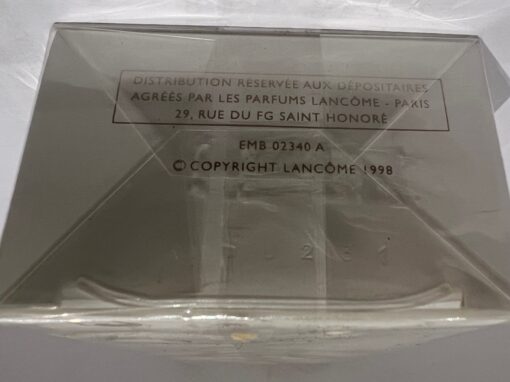 DISTRIBUTION RESERVÉE AUX DÉPOSITAIRES
AGRÉÉS PAR LES PARFUMS LANCÔME - PARIS
29, RUE DU FG SAINT HONORÉ
EMB 02340 A
© COPYRIGHT LANCÔME 1998